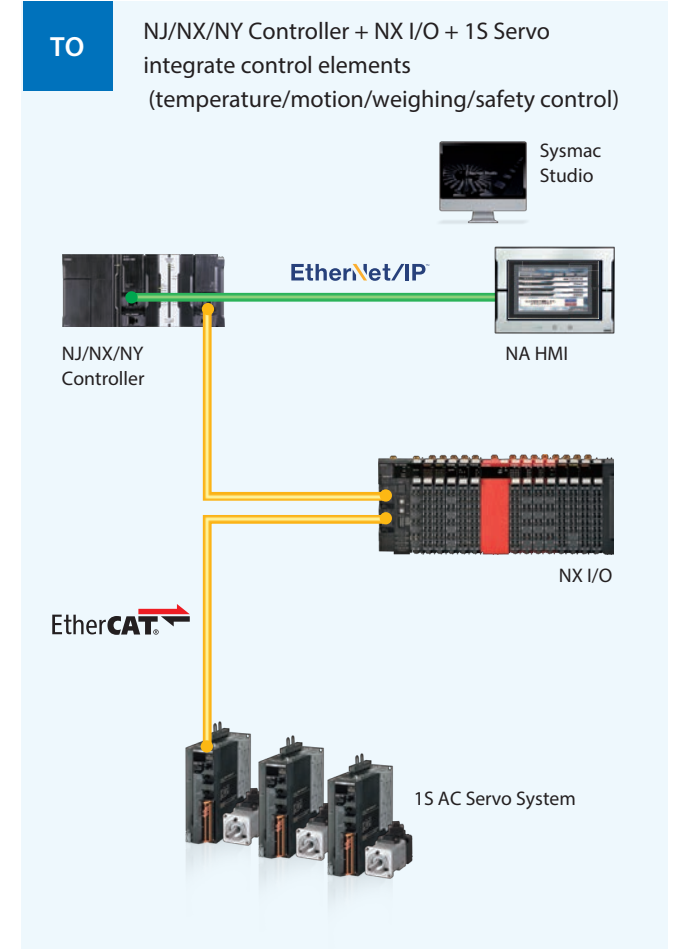 TO
NJ/NX/NY Controller + NX I/O + 1S Servo
integrate control elements
(temperature/motion/weighing/safety control)
Sysmac
Studio
EtherNet/IP™
NJ/NX/NY
Controller
NA HMI
NX I/O
EtherCAT®
1S AC Servo System